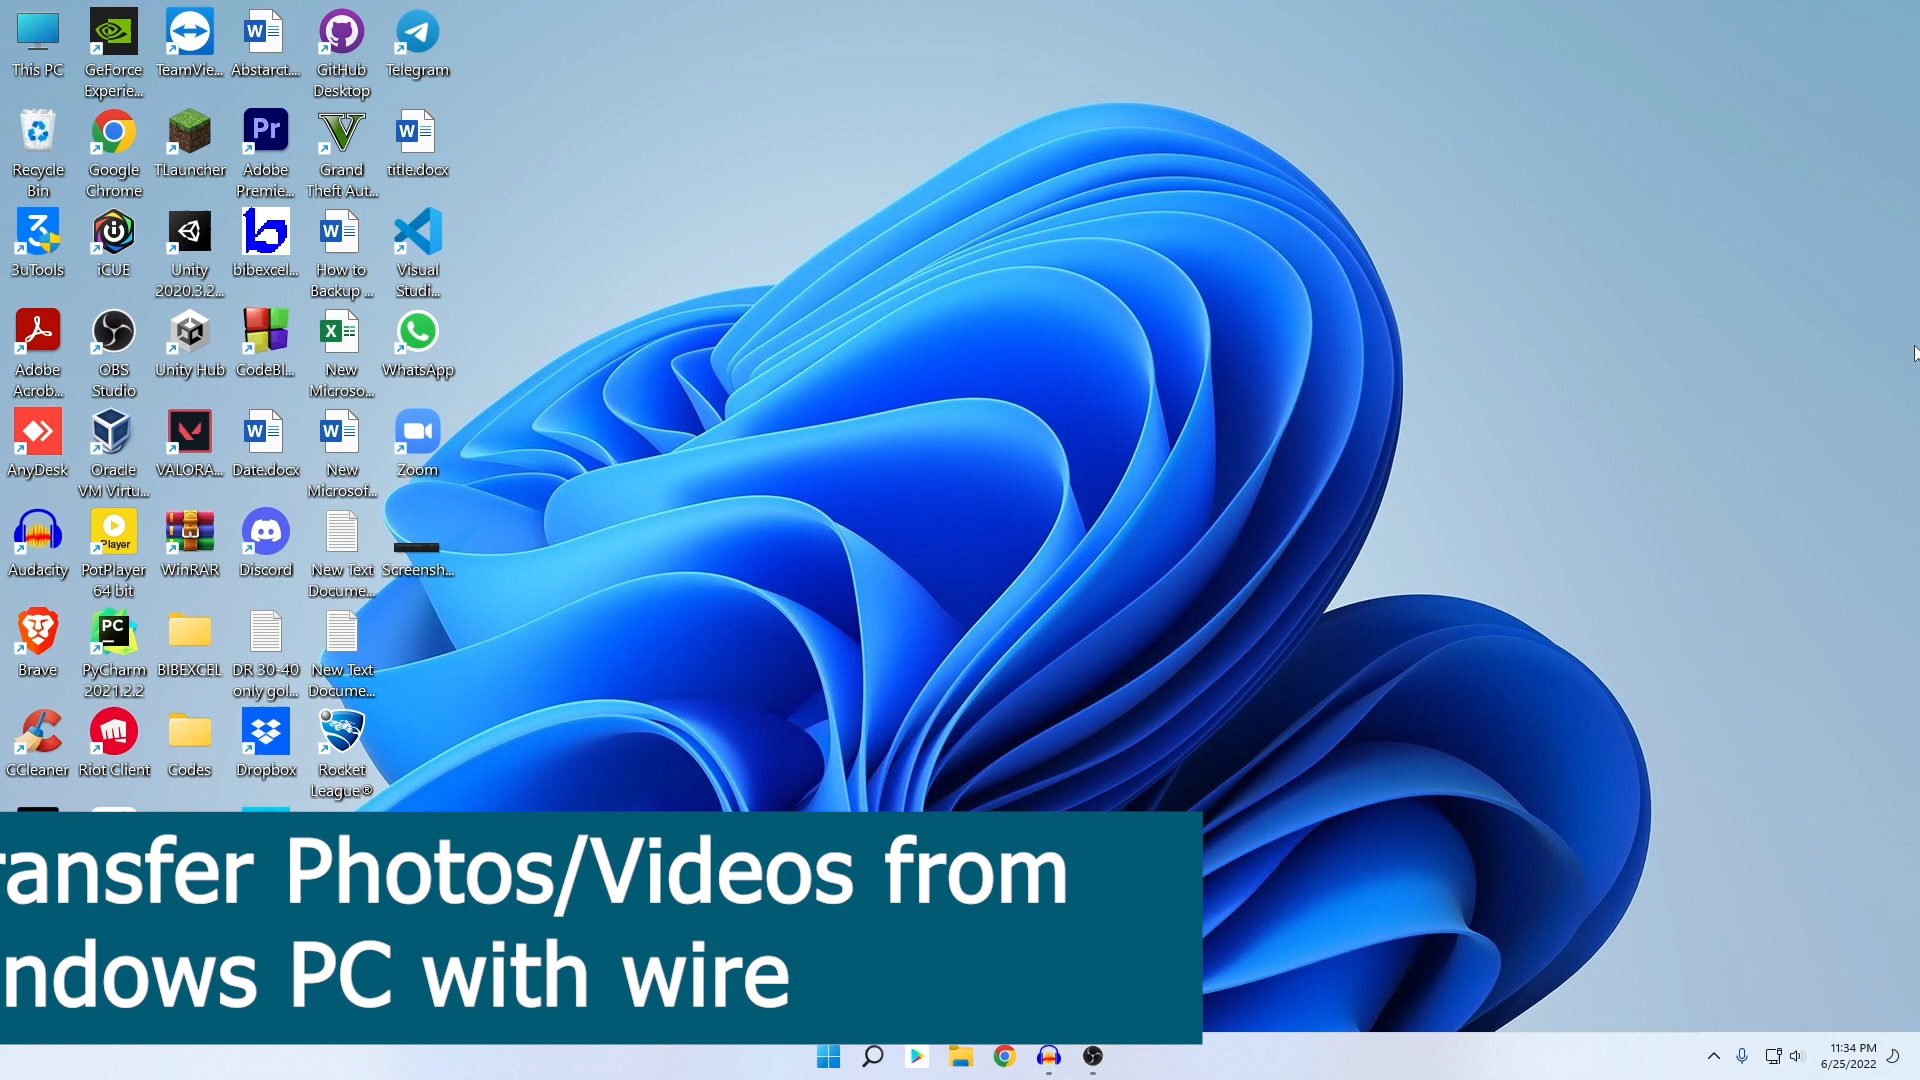 This PC
GeForce
Experie...
TeamVie...
Abstarct....
GitHub
Desktop
Telegram
Recycle
Bin
Google
Chrome
TLauncher
Pr
Adobe
Premie...
Grand
Theft Aut...
title.docx
3uTools
iCUE
Unity
2020.3.2...
bibexcel...
How to
Backup ...
Visual
Studi...
Adobe
Acrob...
OBS
Studio
Unity Hub
CodeBl...
New
Microso...
WhatsApp
AnyDesk
Oracle
VM Virtu...
VALORA...
Date.docx
New
Microsof...
Zoom
Audacity
Player
PotPlayer
64 bit
WinRAR
Discord
New Text
Docume...
Screensh...
Brave
PC
PyCharm
2021.2.2
BIBEXCEL
DR 30-40
only gol...
New Text
Docume...
CCleaner
Riot Client
Codes
Dropbox
Rocket
League®
ransfer Photos/Videos from
ndows PC with wire
11:34 PM
6/25/2022